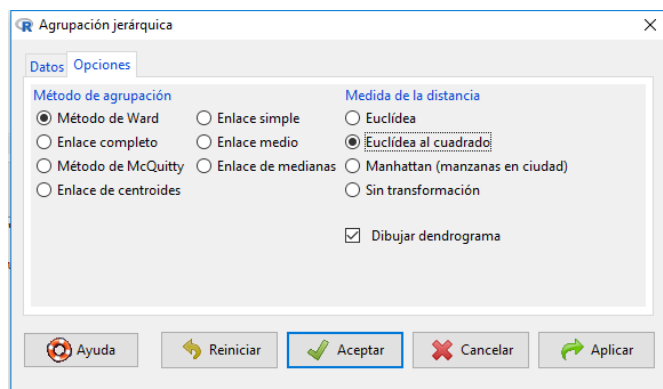 Agrupación jerárquica
Datos
Opciones
Método de agrupación
Método de Ward
Enlace simple
Enlace completo
Enlace medio
Método de McQuitty
Enlace de medianas
Enlace de centroides
Medida de la distancia
Euclídea
Euclídea al cuadrado
Manhattan (manzanas en ciudad)
Sin transformación
Dibujar dendrograma
Ayuda
Reiniciar
Aceptar
Cancelar
Aplicar